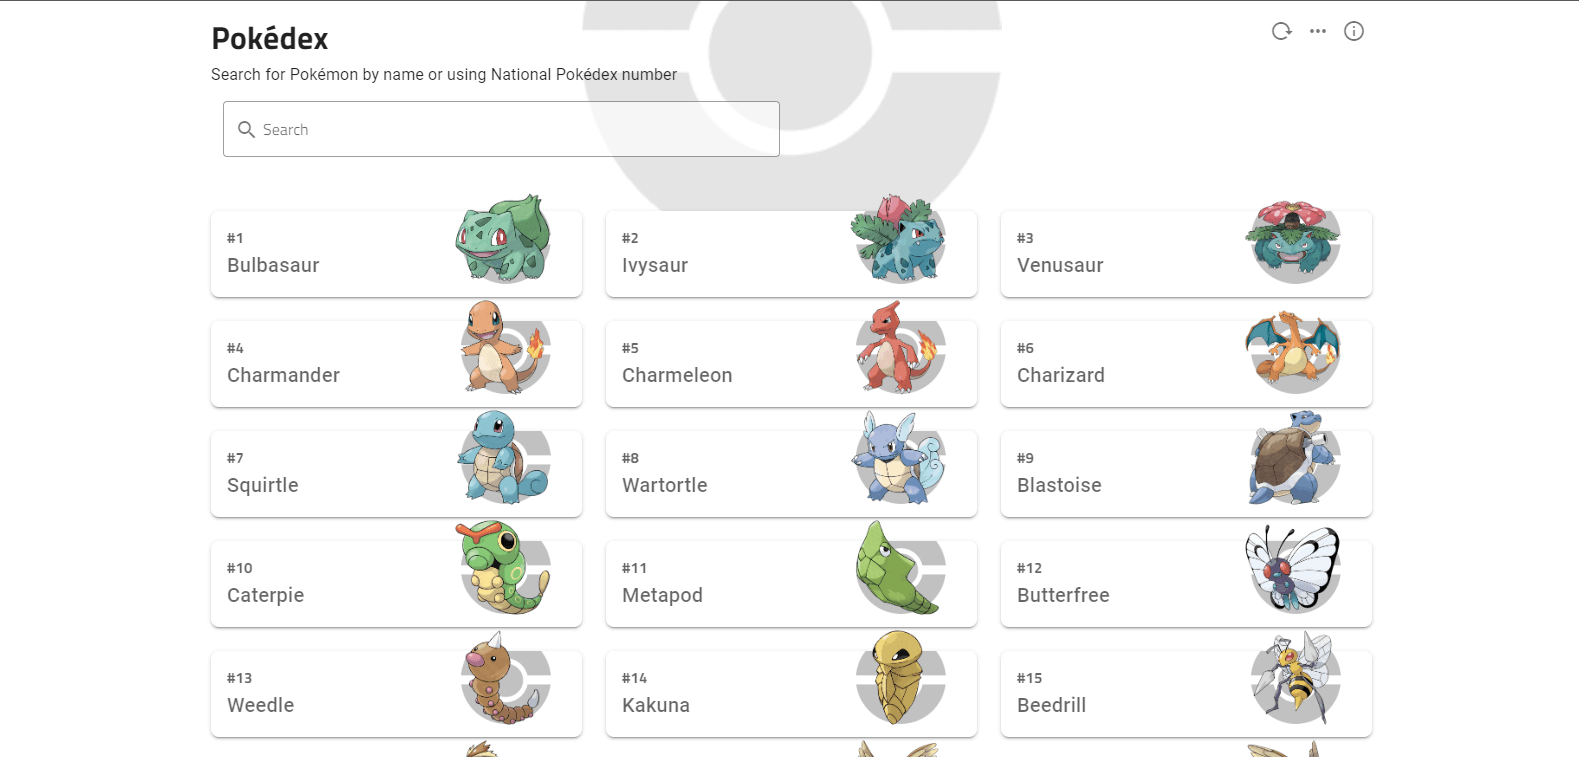 Pokédex
Search for Pokémon by name or using National Pokédex number
Search
#1
Bulbasaur
#2
Ivysaur
#3
Venusaur
#4
Charmander
#5
Charmeleon
#6
Charizard
#7
Squirtle
#8
Wartortle
#9
Blastoise
#10
Caterpie
#11
Metapod
#12
Butterfree
#13
Weedle
#14
Kakuna
#15
Beedrill